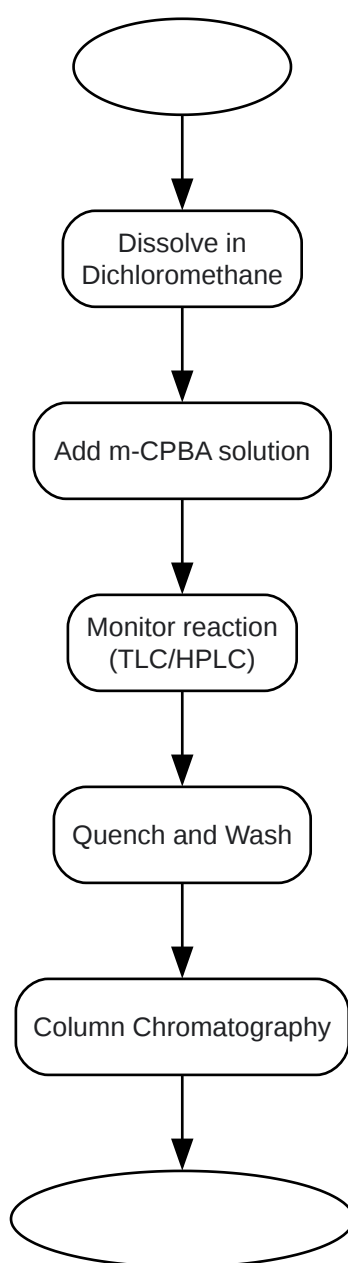 Dissolve in
Dichloromethane
Add m-CPBA solution
Monitor reaction
(TLC/HPLC)
Quench and Wash
Column Chromatography